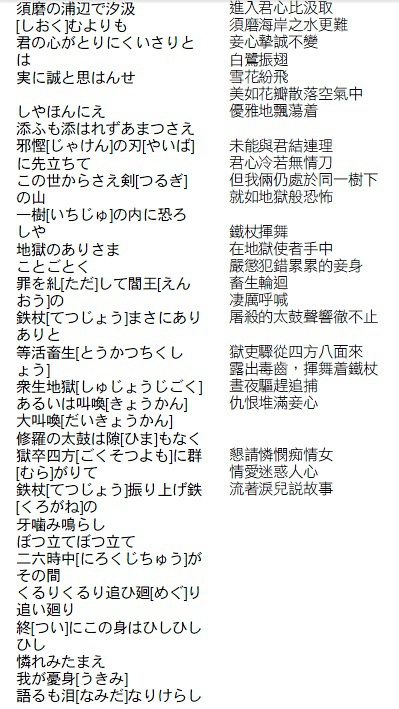 須磨の浦辺で汐汲
[しおく]むよりも
君の心がとりにくいさりと
は
実に誠と思はんせ

しやほんにえ
添ふも添はれずあまつさえ
邪慳[じゃけん]の刃[やいば]
に先立ちて
この世からさえ剣[つるぎ]
の山
一樹[いちじゅ]の内に恐ろ
しや
地獄のありさま
ことごとく
罪を糺[ただ]して閻王[えん
おう]の
鉄杖[てつじょう]まさにあり
ありと
等活畜生[とうかつちくし
ょう]
衆生地獄[しゅじょうじごく]
あるいは叫喚[きょうかん]
大叫喚[だいきょうかん]
修羅の太鼓は隙[ひま]もなく
獄卒四方[ごくそつよも]に群
[むら]がりて
鉄杖[てつじょう]振り上げ鉄
[くろがね]の
牙噛み鳴らし
ぼつ立てぼつ立て
二六時中[にろくじちゅう]が
その間
くるりくるり追ひ廻[めぐ]り
追い廻り
終[つい]にこの身はひしひし
ひし
憐れみたまえ
我が憂身[うきみ]
語るも泪[なみだ]なりけらし

進入君心比汲取
須磨海岸之水更難
妾心摯誠不變
白鷺振翅
雪花紛飛
美如花瓣散落空氣中
優雅地飄蕩着

未能與君結連理
君心冷若無情刀
但我倆仍處於同一樹下
就如地獄般恐怖

鐵杖揮舞
在地獄使者手中
嚴懲犯錯累累的妾身
畜生輪迴
凄厲呼喊
屠殺的太鼓聲響徹不止

獄吏驟從四方八面來
露出毒齒，揮舞着鐵杖
晝夜驅趕追捕
仇恨堆滿妾心

懇請憐憫痴情女
情愛迷惑人心
流著淚兒説故事